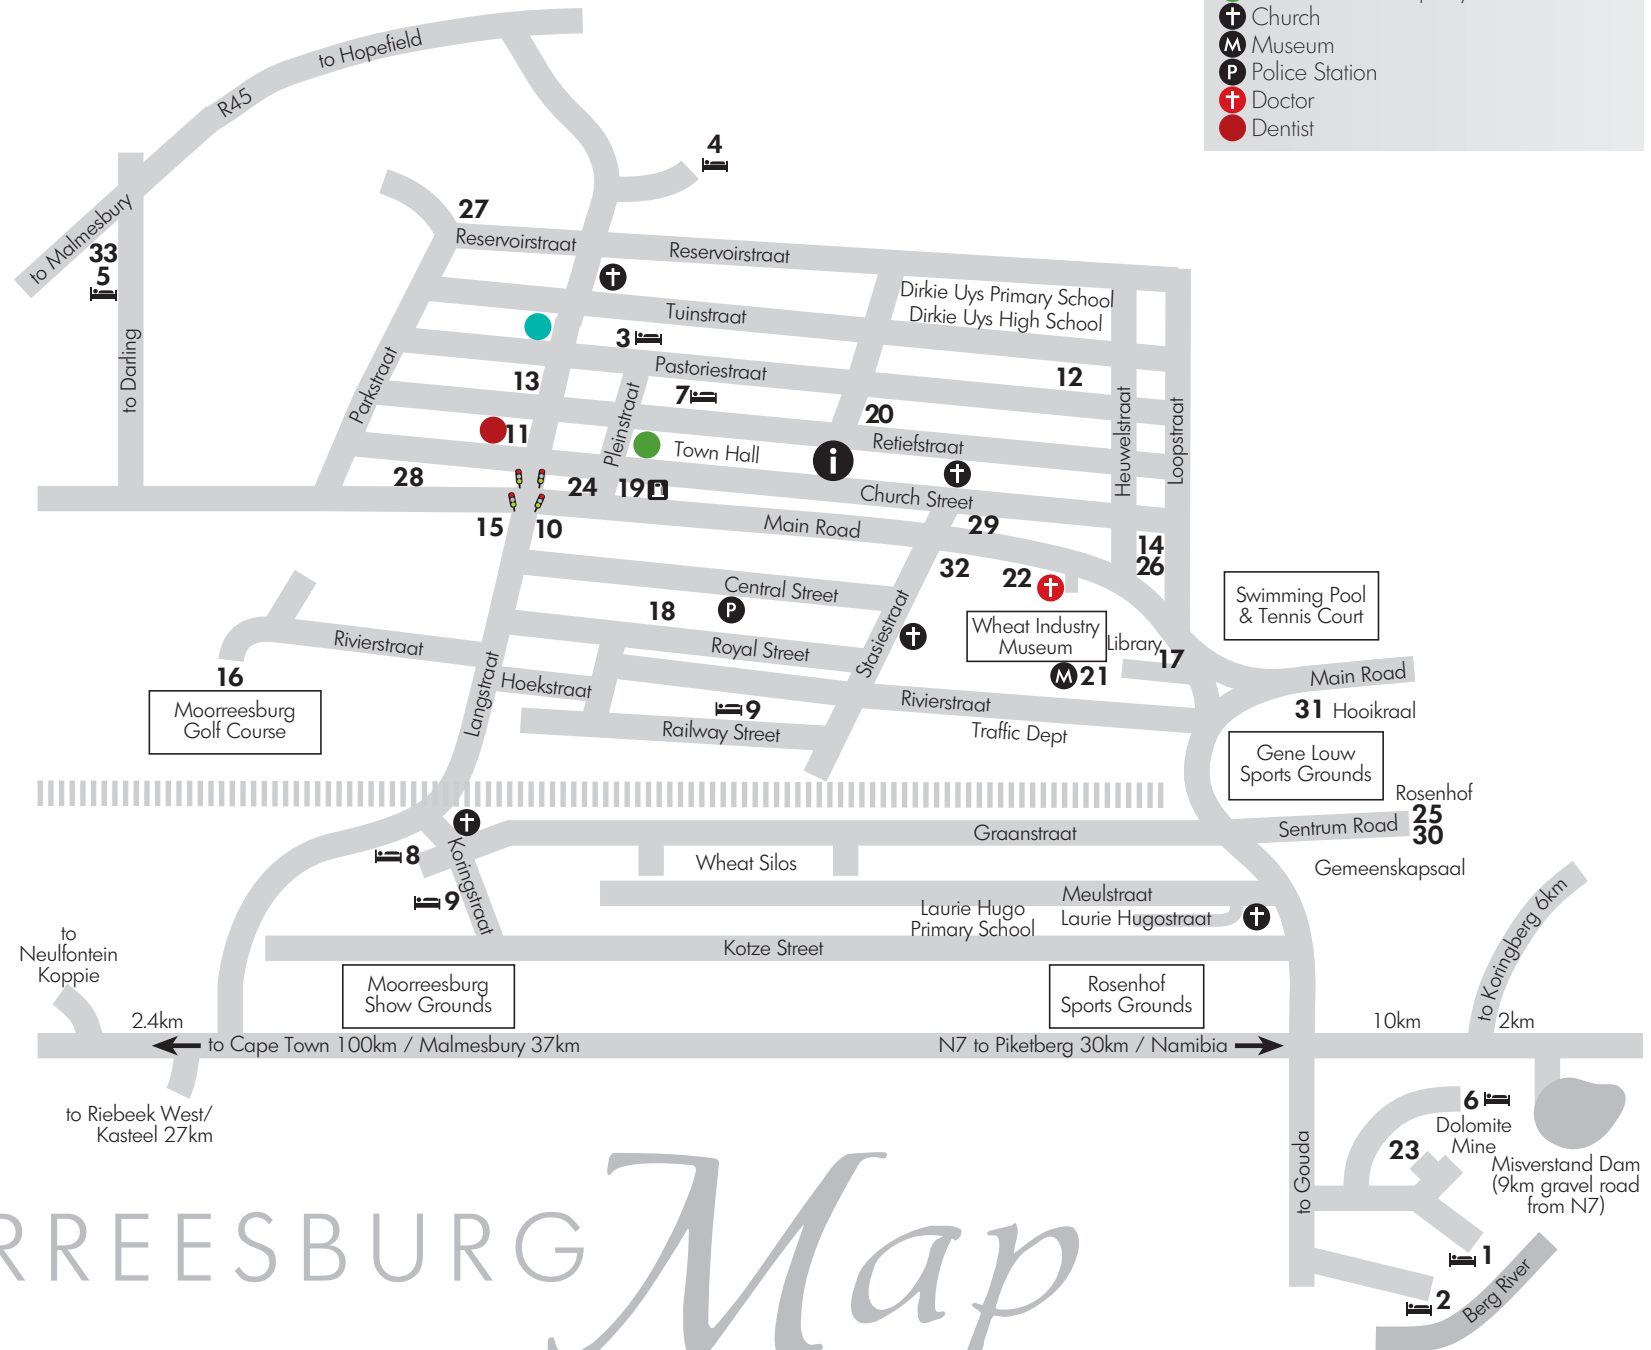 Church
M Museum
P Police Station
Doctor
Dentist
to Hopefield
R45
to Malmesbury
33
5
to Darling
4
27
Reservoirstraat
Reservoirstraat
Dirkie Uys Primary School
Dirkie Uys High School
Tuinstraat
3
Pastoriestraat
12
13
7
Parkstraat
Pleinstraat
20
Heuwelstraat
Loopstraat
11
Retiefstraat
Town Hall
i
28
24
19
Church Street
15
10
Main Road
29
14
26
32
22
Central Street
18
P
Swimming Pool
& Tennis Court
Stasiestraat
Wheat Industry
Museum
Library
17
Rivierstraat
Royal Street
16
Langstraat
Hoekstraat
M
21
Main Road
31 Hooikraal
Moorreesburg
Golf Course
9
Rivierstraat
Railway Street
Traffic Dept
Gene Louw
Sports Grounds
Rosenhof
25
30
Sentrum Road
Graanstraat
8
Koringstraat
Wheat Silos
Gemeenskapsaal
9
Meulstraat
Laurie Hugo
Primary School
Laurie Hugostraat
Kotze Street
to
Neulfontein
Koppie
Moorreesburg
Show Grounds
Rosenhof
Sports Grounds
to Koringberg 6km
2.4km
10km
2km
to Cape Town 100km / Malmesbury 37km
N7 to Piketberg 30km / Namibia
to Riebeek West/
Kasteel 27km
6
Dolomite
Mine
23
Misverstand Dam
(9km gravel road
from N7)
to Gouda
1
2
Berg River
RREESBURG Map